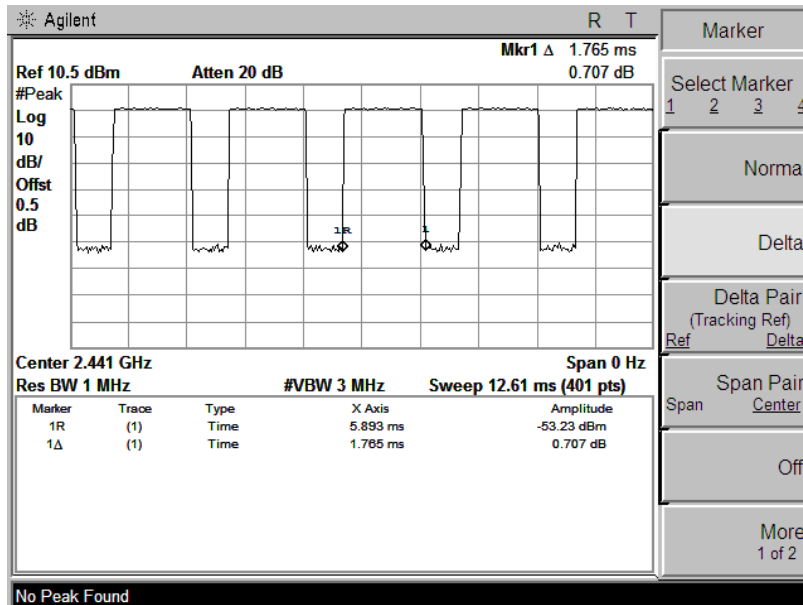 Agilent R T
Mkr1 Δ 1.765 ms
Ref 10.5 dBm Atten 20 dB 0.707 dB
#Peak
Log
10
dB/
Offst
0.5
dB
1R
1
Center 2.441 GHz Span 0 Hz
Res BW 1 MHz #VBW 3 MHz Sweep 12.61 ms (401 pts)
Marker Trace Type X Axis Amplitude
1R (1) Time 5.893 ms -53.23 dBm
1Δ (1) Time 1.765 ms 0.707 dB
No Peak Found
Marker
Select Marker
1 2 3 4
Norma
Delta
Delta Pair
(Tracking Ref)
Ref Delta
Span Pair
Span Center
Off
More
1 of 2